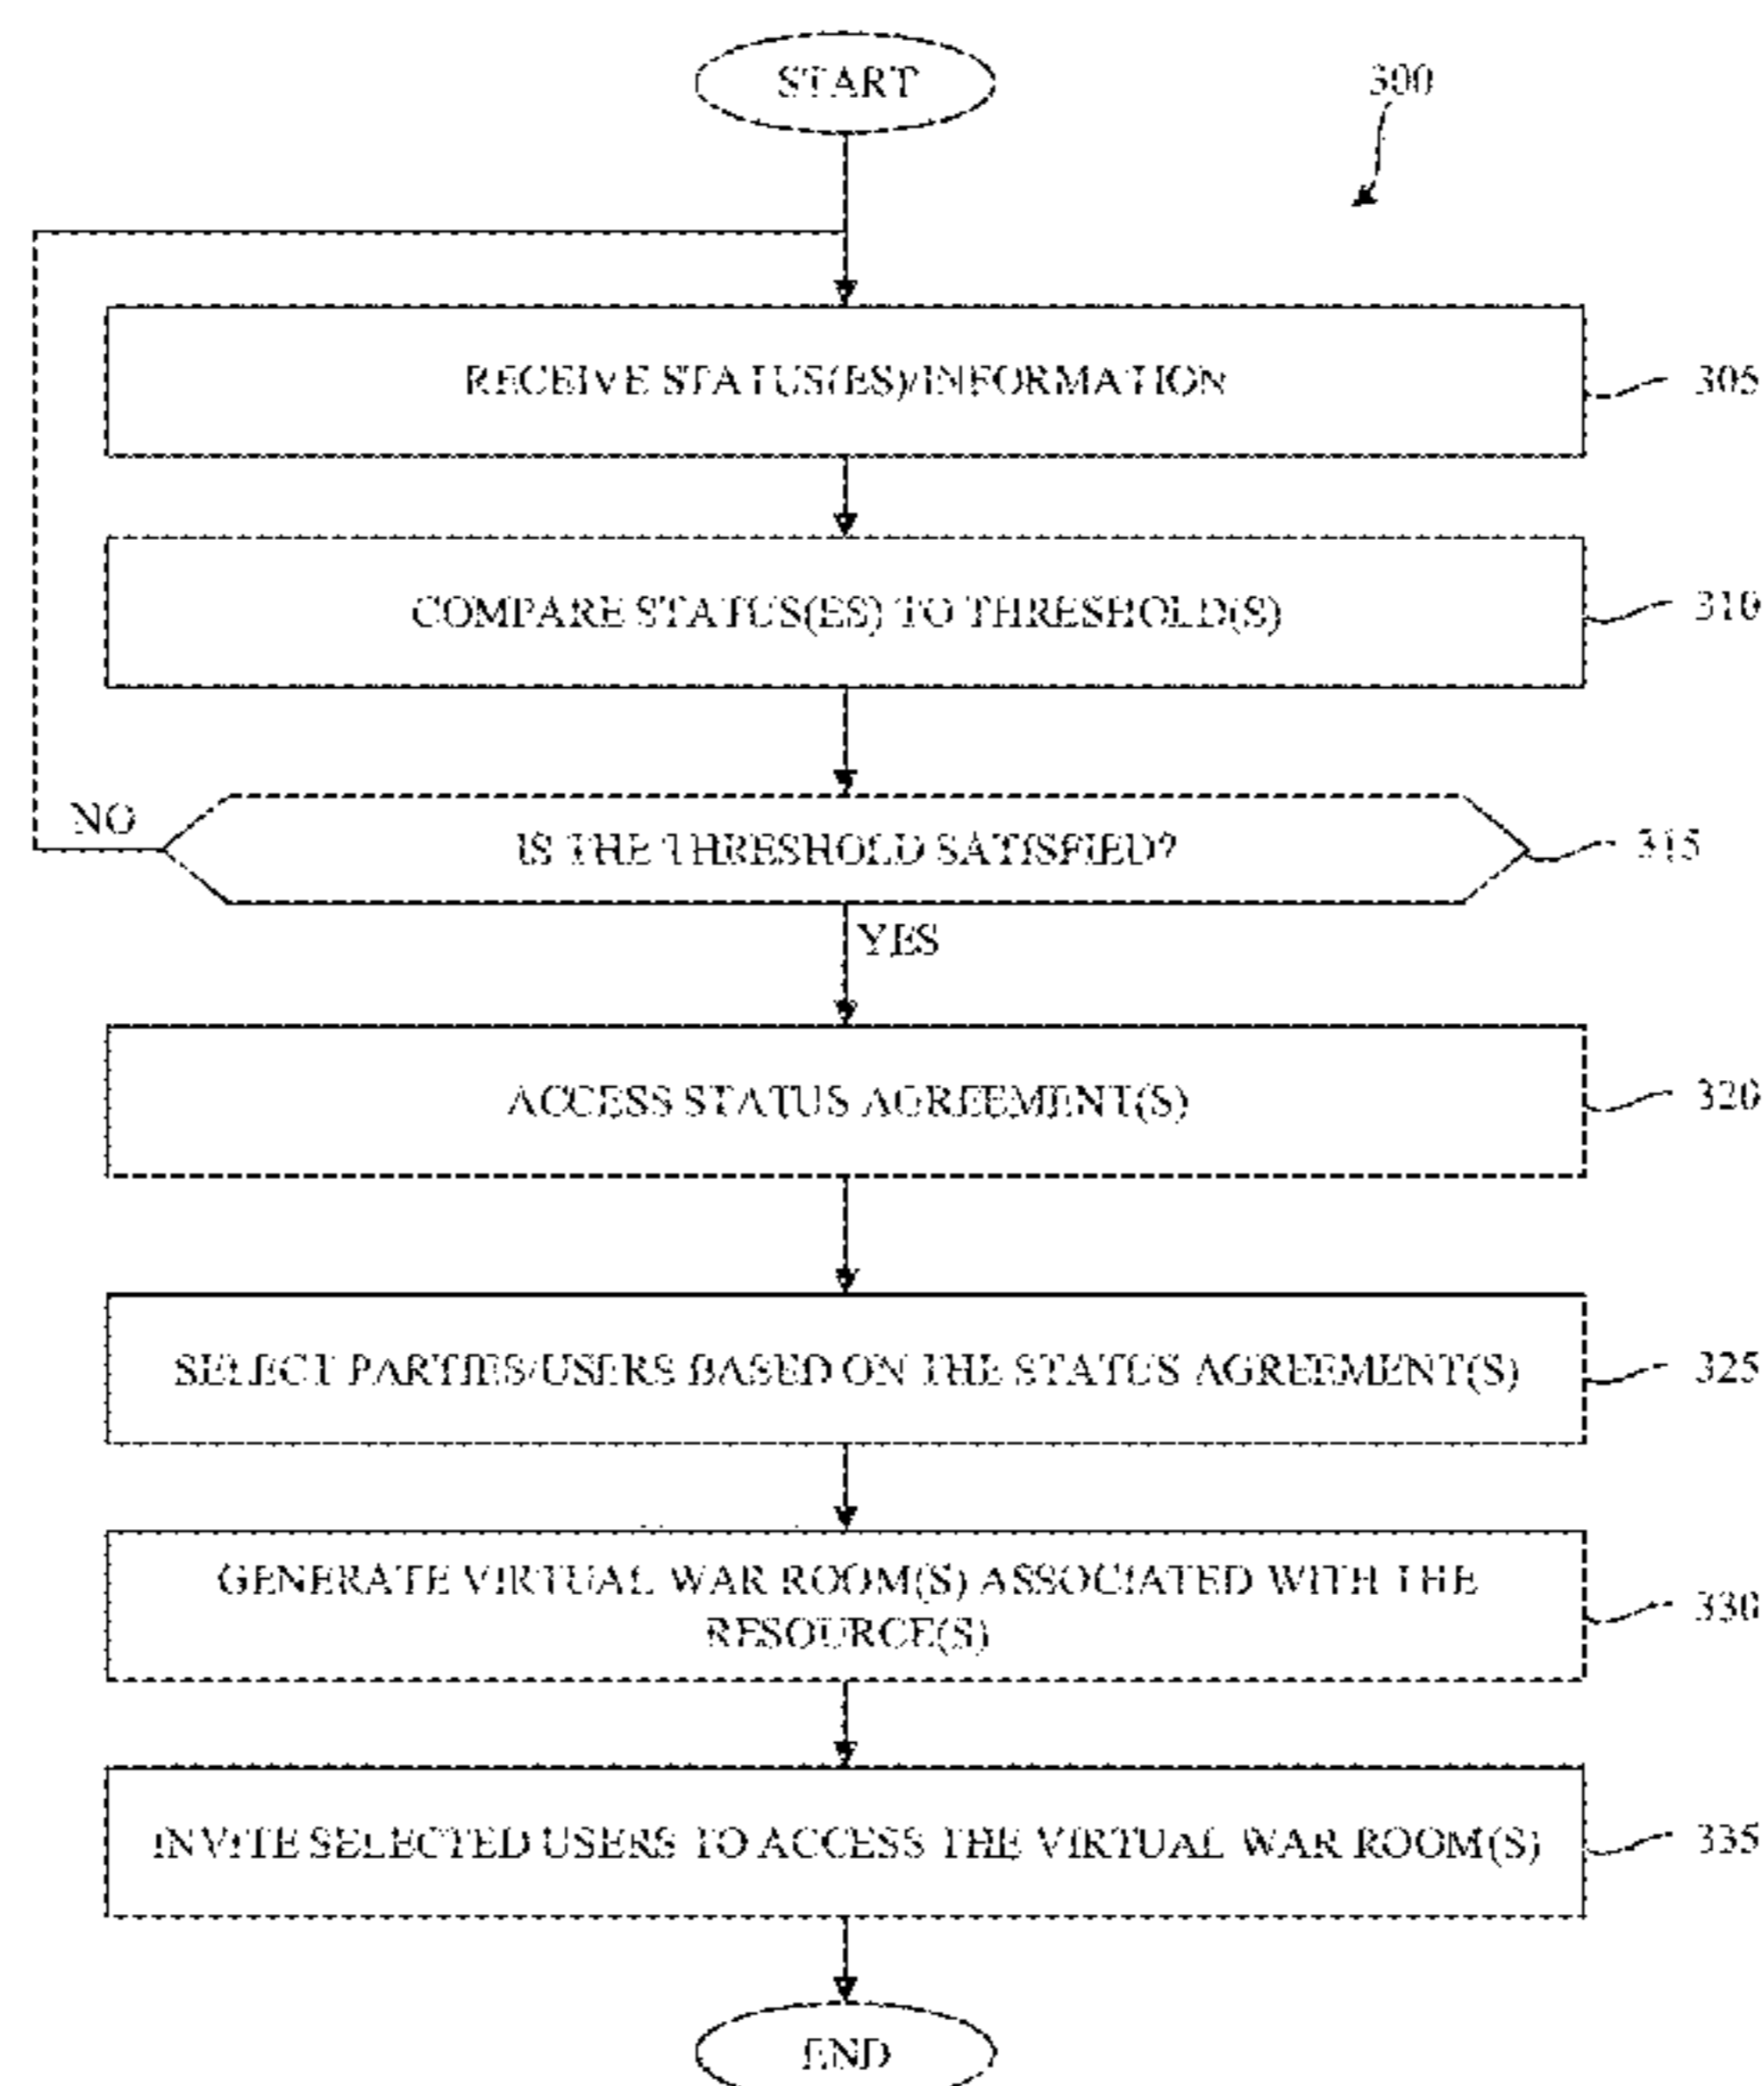 START
300
RECEIVE STATUS(ES)/INFORMATION
305
COMPARE STATUS(ES) TO THRESHOLD(S)
310
NO
IS THE THRESHOLD SATISFIED?
315
YES
ACCESS STATUS AGREEMENT(S)
320
SELECT PARTIES/USERS BASED ON THE STATUS AGREEMENT(S)
325
GENERATE VIRTUAL WAR ROOM(S) ASSOCIATED WITH THE
RESOURCE(S)
330
INVITE SELECTED USERS TO ACCESS THE VIRTUAL WAR ROOM(S)
335
END